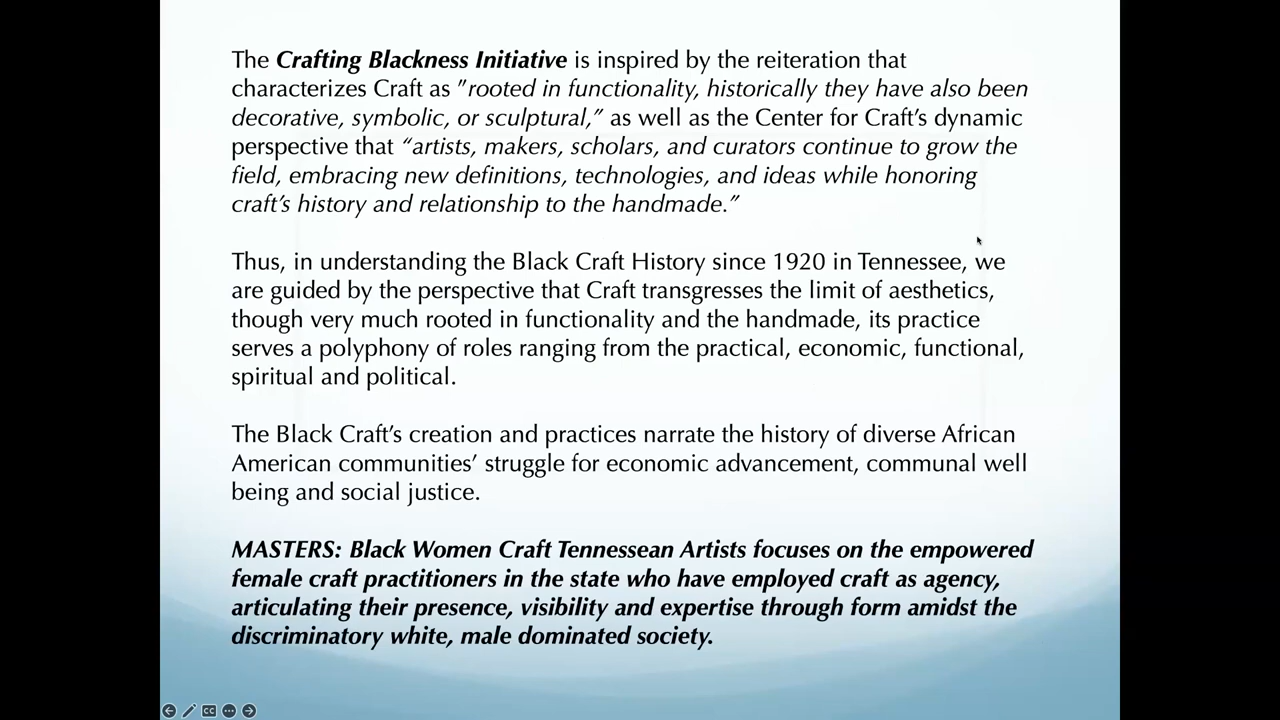 The Crafting Blackness Initiative is inspired by the reiteration that
characterizes Craft as "rooted in functionality, historically they have also been
decorative, symbolic, or sculptural,” as well as the Center for Craft’s dynamic
perspective that “artists, makers, scholars, and curators continue to grow the
field, embracing new definitions, technologies, and ideas while honoring
craft’s history and relationship to the handmade.”
Thus, in understanding the Black Craft History since 1920 in Tennessee, we
are guided by the perspective that Craft transgresses the limit of aesthetics,
though very much rooted in functionality and the handmade, its practice
serves a polyphony of roles ranging from the practical, economic, functional,
spiritual and political.
The Black Craft’s creation and practices narrate the history of diverse African
American communities’ struggle for economic advancement, communal well
being and social justice.
MASTERS: Black Women Craft Tennessean Artists focuses on the empowered
female craft practitioners in the state who have employed craft as agency,
articulating their presence, visibility and expertise through form amidst the
discriminatory white, male dominated society.
CC